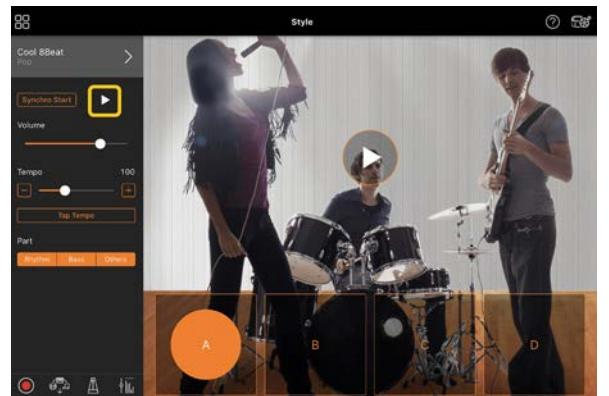 Style
Cool 8Beat
Pop
Synchro Start
Volume
Tempo 100
Tap Tempo
Part
Rhythm Bass Others
A B C D